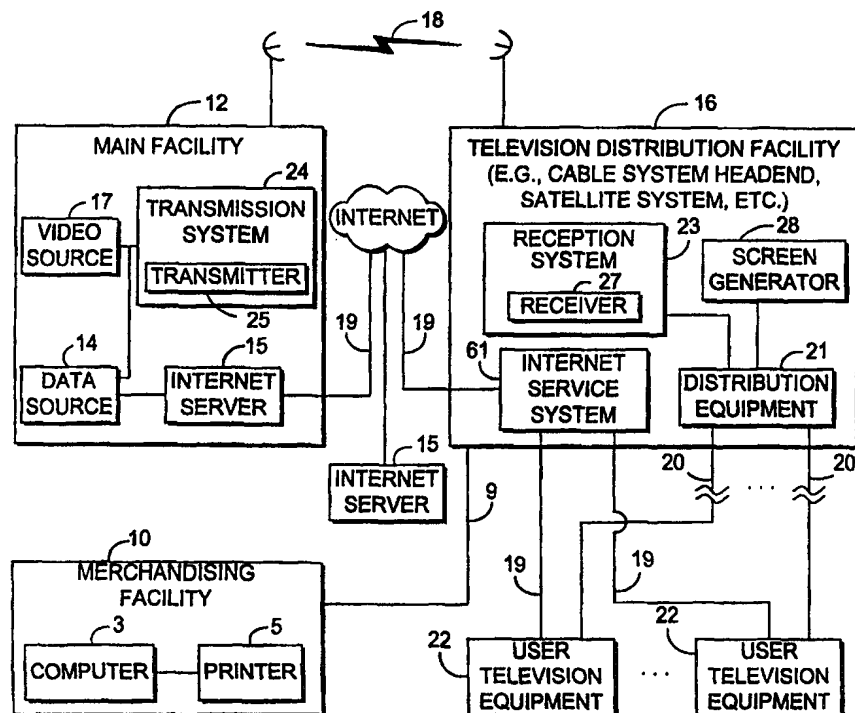 18
12
MAIN FACILITY
24
17
VIDEO
SOURCE
TRANSMISSION
SYSTEM
TRANSMITTER
25
14
DATA
SOURCE
15
INTERNET
SERVER
INTERNET
19
19
15
INTERNET
SERVER
16
TELEVISION DISTRIBUTION FACILITY
(E.G., CABLE SYSTEM HEADEND,
SATELLITE SYSTEM, ETC.)
RECEPTION
SYSTEM
23
27
RECEIVER
28
SCREEN
GENERATOR
61
INTERNET
SERVICE
SYSTEM
21
DISTRIBUTION
EQUIPMENT
20
...
20
9
10
MERCHANDISING
FACILITY
3
COMPUTER
5
PRINTER
19
19
22
USER
TELEVISION
EQUIPMENT
...
22
USER
TELEVISION
EQUIPMENT